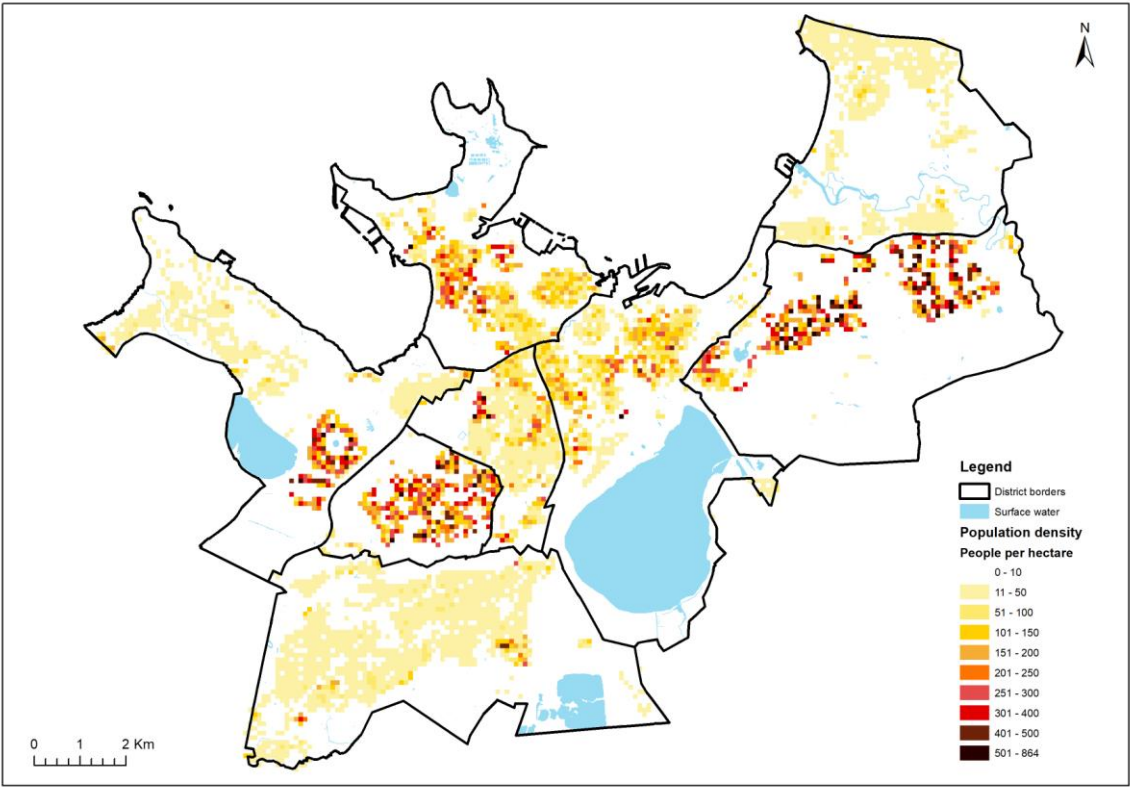 N
Legend
District borders
Surface water
Population density
People per hectare
0 - 10
11 - 50
51 - 100
101 - 150
151 - 200
201 - 250
251 - 300
301 - 400
401 - 500
501 - 864
0 1 2 Km